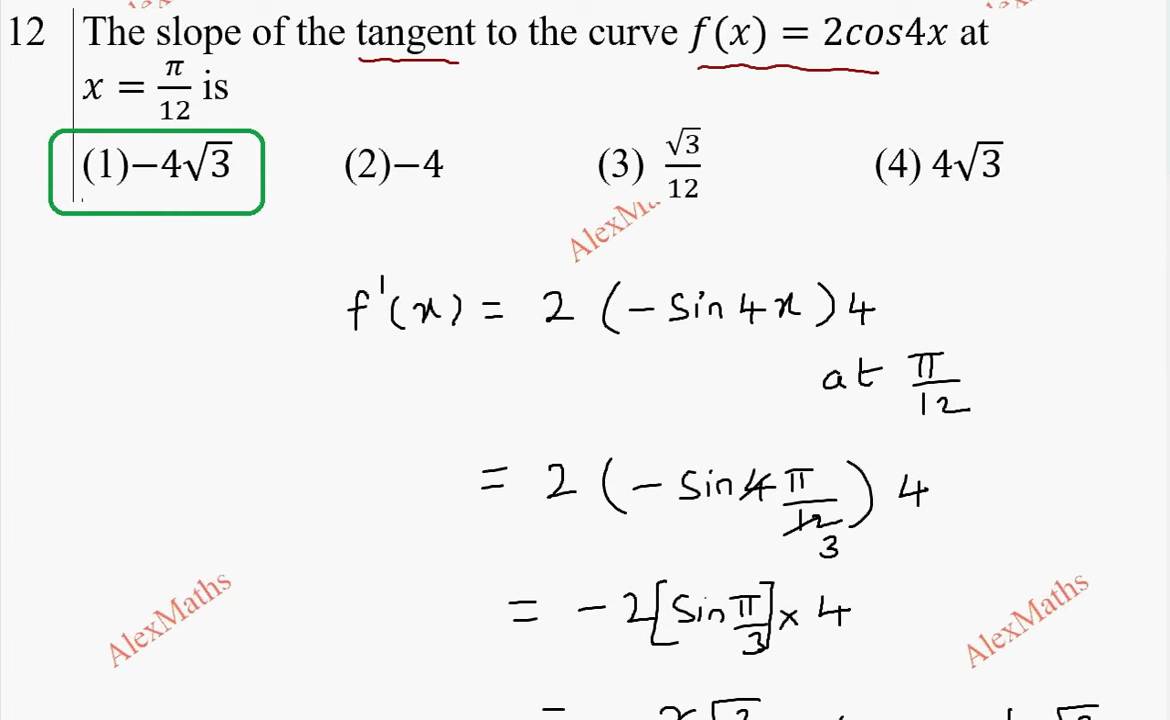 12 The slope of the tangent to the curve f(x) = 2cos4x at
x = π/12 is
(1)−4√3 (2)−4 (3) √3/12 (4) 4√3
AlexMaths
f'(x) = 2 (− sin 4x) 4
at π/12
= 2 (− sin 4 π/12 3) 4
= − 2 [sin π/3] × 4
AlexMaths
AlexMaths